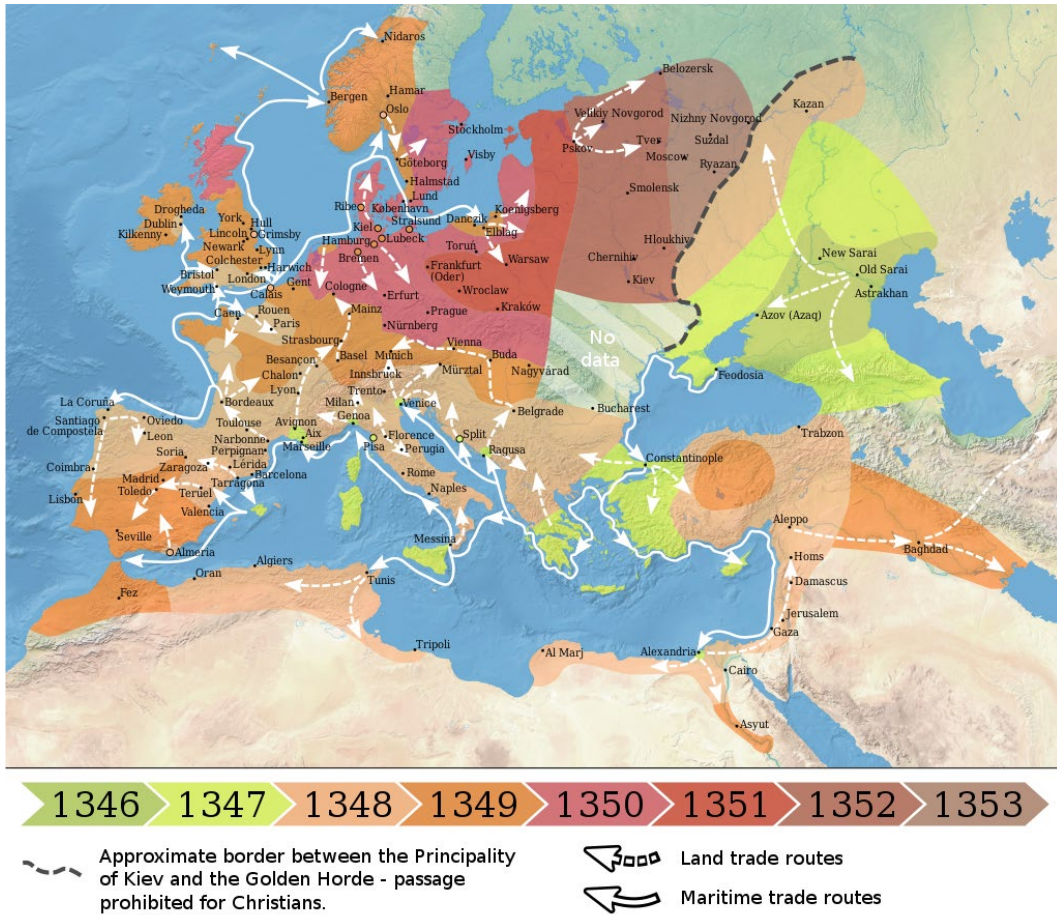 Nidaros
Belozersk
Bergen
Hamar
Kazan
Oslo
Velikiy Novgorod
Nizhny Novgorod
Stockholm
Pskov
Tver
Suždal
Visby
Moscow
Göteborg
Ryazan
Halmstad
Smolensk
Ribe
København
Lund
Drogheda
York
Hull
Stralsund
Koenigsberg
Dublin
Lincoln
Grimsby
Kiel
Danczik
Kilkenny
Newark
Lynn
Hamburg
Lübeck
Elbląg
Hloukhiv
Colchester
Bremen
Toruń
Harwich
Warsaw
Chernihiv
New Sarai
Bristol
London
Gent
Frankfurt
(Oder)
Old Sarai
Weymouth
Calais
Cologne
Erfurt
Wroclaw
Kiev
Astrakhan
Caen
Rouen
Mainz
Prague
Kraków
Azov (Azaq)
Paris
Nürnberg
No
data
Strasbourg
Vienna
Besançon
Basel
Munich
Buda
Chalon
Innsbruck
Mürztal
Nagyvárad
Feodosia
Lyon
Trento
La Coruña
Bordeaux
Milan
Venice
Belgrade
Bucharest
Santiago
de Compostela
Oviedo
Toulouse
Avignon
Genoa
Leon
Aix
Split
Trabzon
Narbonne
Marseille
Pisa
Florence
Soria
Perpignan
Perugia
Ragusa
Coimbra
Zaragoza
Lérida
Constantinople
Madrid
Barcelona
Rome
Lisbon
Toledo
Teruel
Tarragona
Naples
Valencia
Seville
Aleppo
Almeria
Messina
Baghdad
Algiers
Homs
Oran
Tunis
Damascus
Fez
Jerusalem
Gaza
Tripoli
Al Marj
Alexandria
Cairo
Asyut
1346 1347 1348 1349 1350 1351 1352 1353
Approximate border between the Principality
of Kiev and the Golden Horde - passage
prohibited for Christians.
Land trade routes
Maritime trade routes